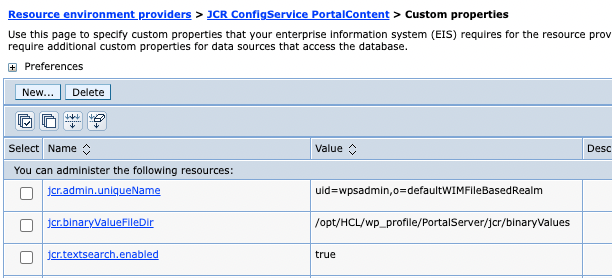 Resource environment providers > JCR ConfigService PortalContent > Custom properties
Use this page to specify custom properties that your enterprise information system (EIS) requires for the resource prov
require additional custom properties for data sources that access the database.
Preferences
New... Delete
Select Name Value Desc
You can administer the following resources:
jcr.admin.uniqueName uid=wpsadmin,o=defaultWIMFileBasedRealm
jcr.binaryValueFileDir /opt/HCL/wp_profile/PortalServer/jcr/binaryValues
jcr.textsearch.enabled true